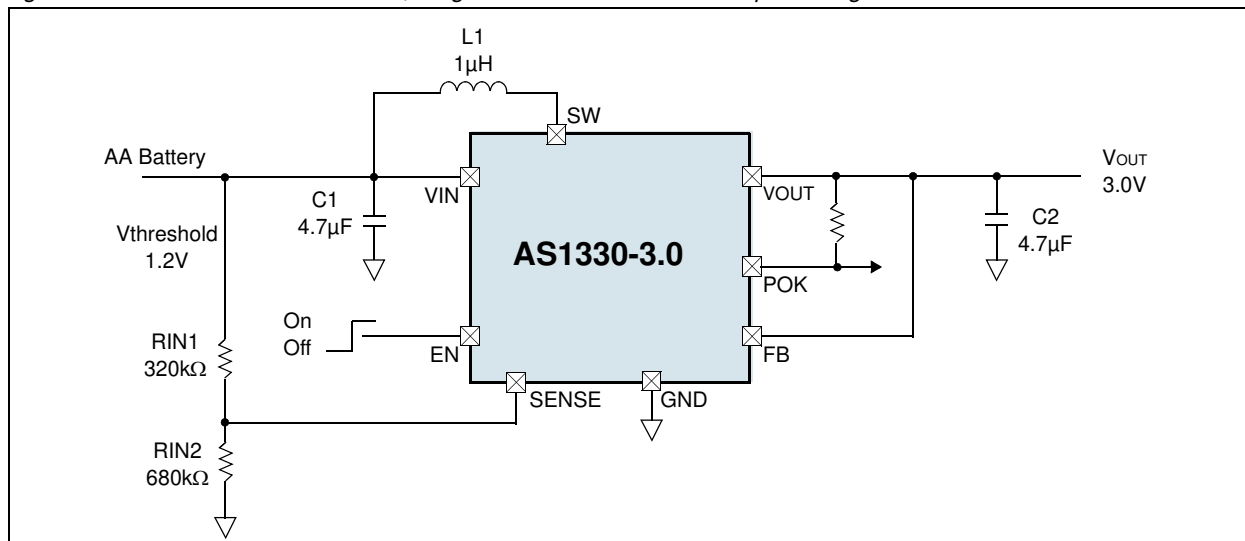 L1
1µH
SW
AA Battery
VIN
VOUT
VOUT
3.0V
C1
4.7µF
C2
4.7µF
Vthreshold
1.2V
AS1330-3.0
POK
On
Off
EN
FB
RIN1
320kΩ
SENSE
GND
RIN2
680kΩ